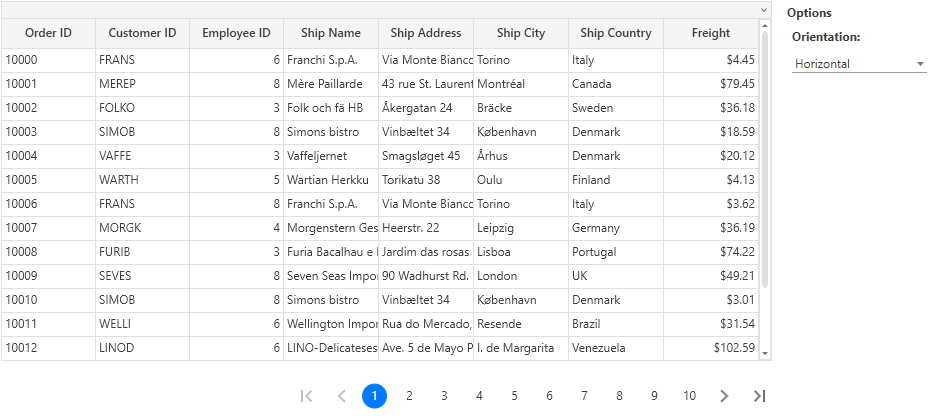 Options
Order ID Customer ID Employee ID Ship Name Ship Address Ship City Ship Country Freight
Orientation:
10000 FRANS 6 Franchi S.p.A. Via Monte Bianco Torino Italy $4.45
Horizontal
10001 MEREP 8 Mère Paillarde 43 rue St. Laurent Montréal Canada $79.45
10002 FOLKO 3 Folk och fä HB Åkergatan 24 Bräcke Sweden $36.18
10003 SIMOB 8 Simons bistro Vinbæltet 34 København Denmark $18.59
10004 VAFFE 3 Vaffeljernet Smagsløget 45 Århus Denmark $20.12
10005 WARTH 5 Wartian Herkku Torikatu 38 Oulu Finland $4.13
10006 FRANS 8 Franchi S.p.A. Via Monte Bianco Torino Italy $3.62
10007 MORGK 4 Morgenstern Ges Heerstr. 22 Leipzig Germany $36.19
10008 FURIB 3 Furia Bacalhau e Jardim das rosas Lisboa Portugal $74.22
10009 SEVES 8 Seven Seas Impor 90 Wadhurst Rd. London UK $49.21
10010 SIMOB 8 Simons bistro Vinbæltet 34 København Denmark $3.01
10011 WELLI 6 Wellington Impor Rua do Mercado, Resende Brazil $31.54
10012 LINOD 6 LINO-Delicateses Ave. 5 de Mayo P I. de Margarita Venezuela $102.59
1 2 3 4 5 6 7 8 9 10